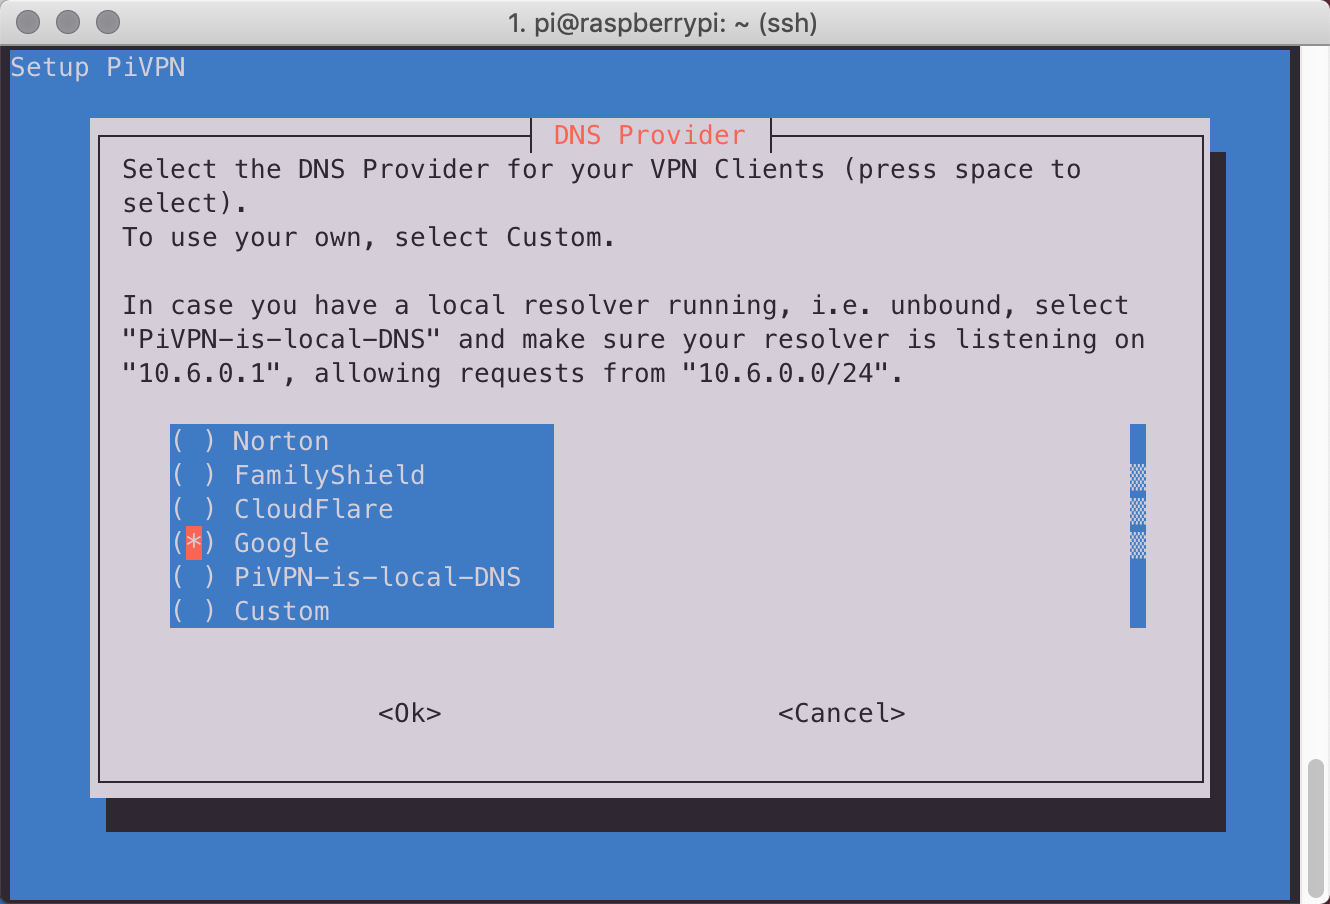 1. pi@raspberrypi: ~ (ssh)
Setup PiVPN
DNS Provider
Select the DNS Provider for your VPN Clients (press space to
select).
To use your own, select Custom.
In case you have a local resolver running, i.e. unbound, select
"PiVPN-is-local-DNS" and make sure your resolver is listening on
"10.6.0.1", allowing requests from "10.6.0.0/24".
( ) Norton
( ) FamilyShield
( ) CloudFlare
(*) Google
( ) PiVPN-is-local-DNS
( ) Custom
<Ok> <Cancel>